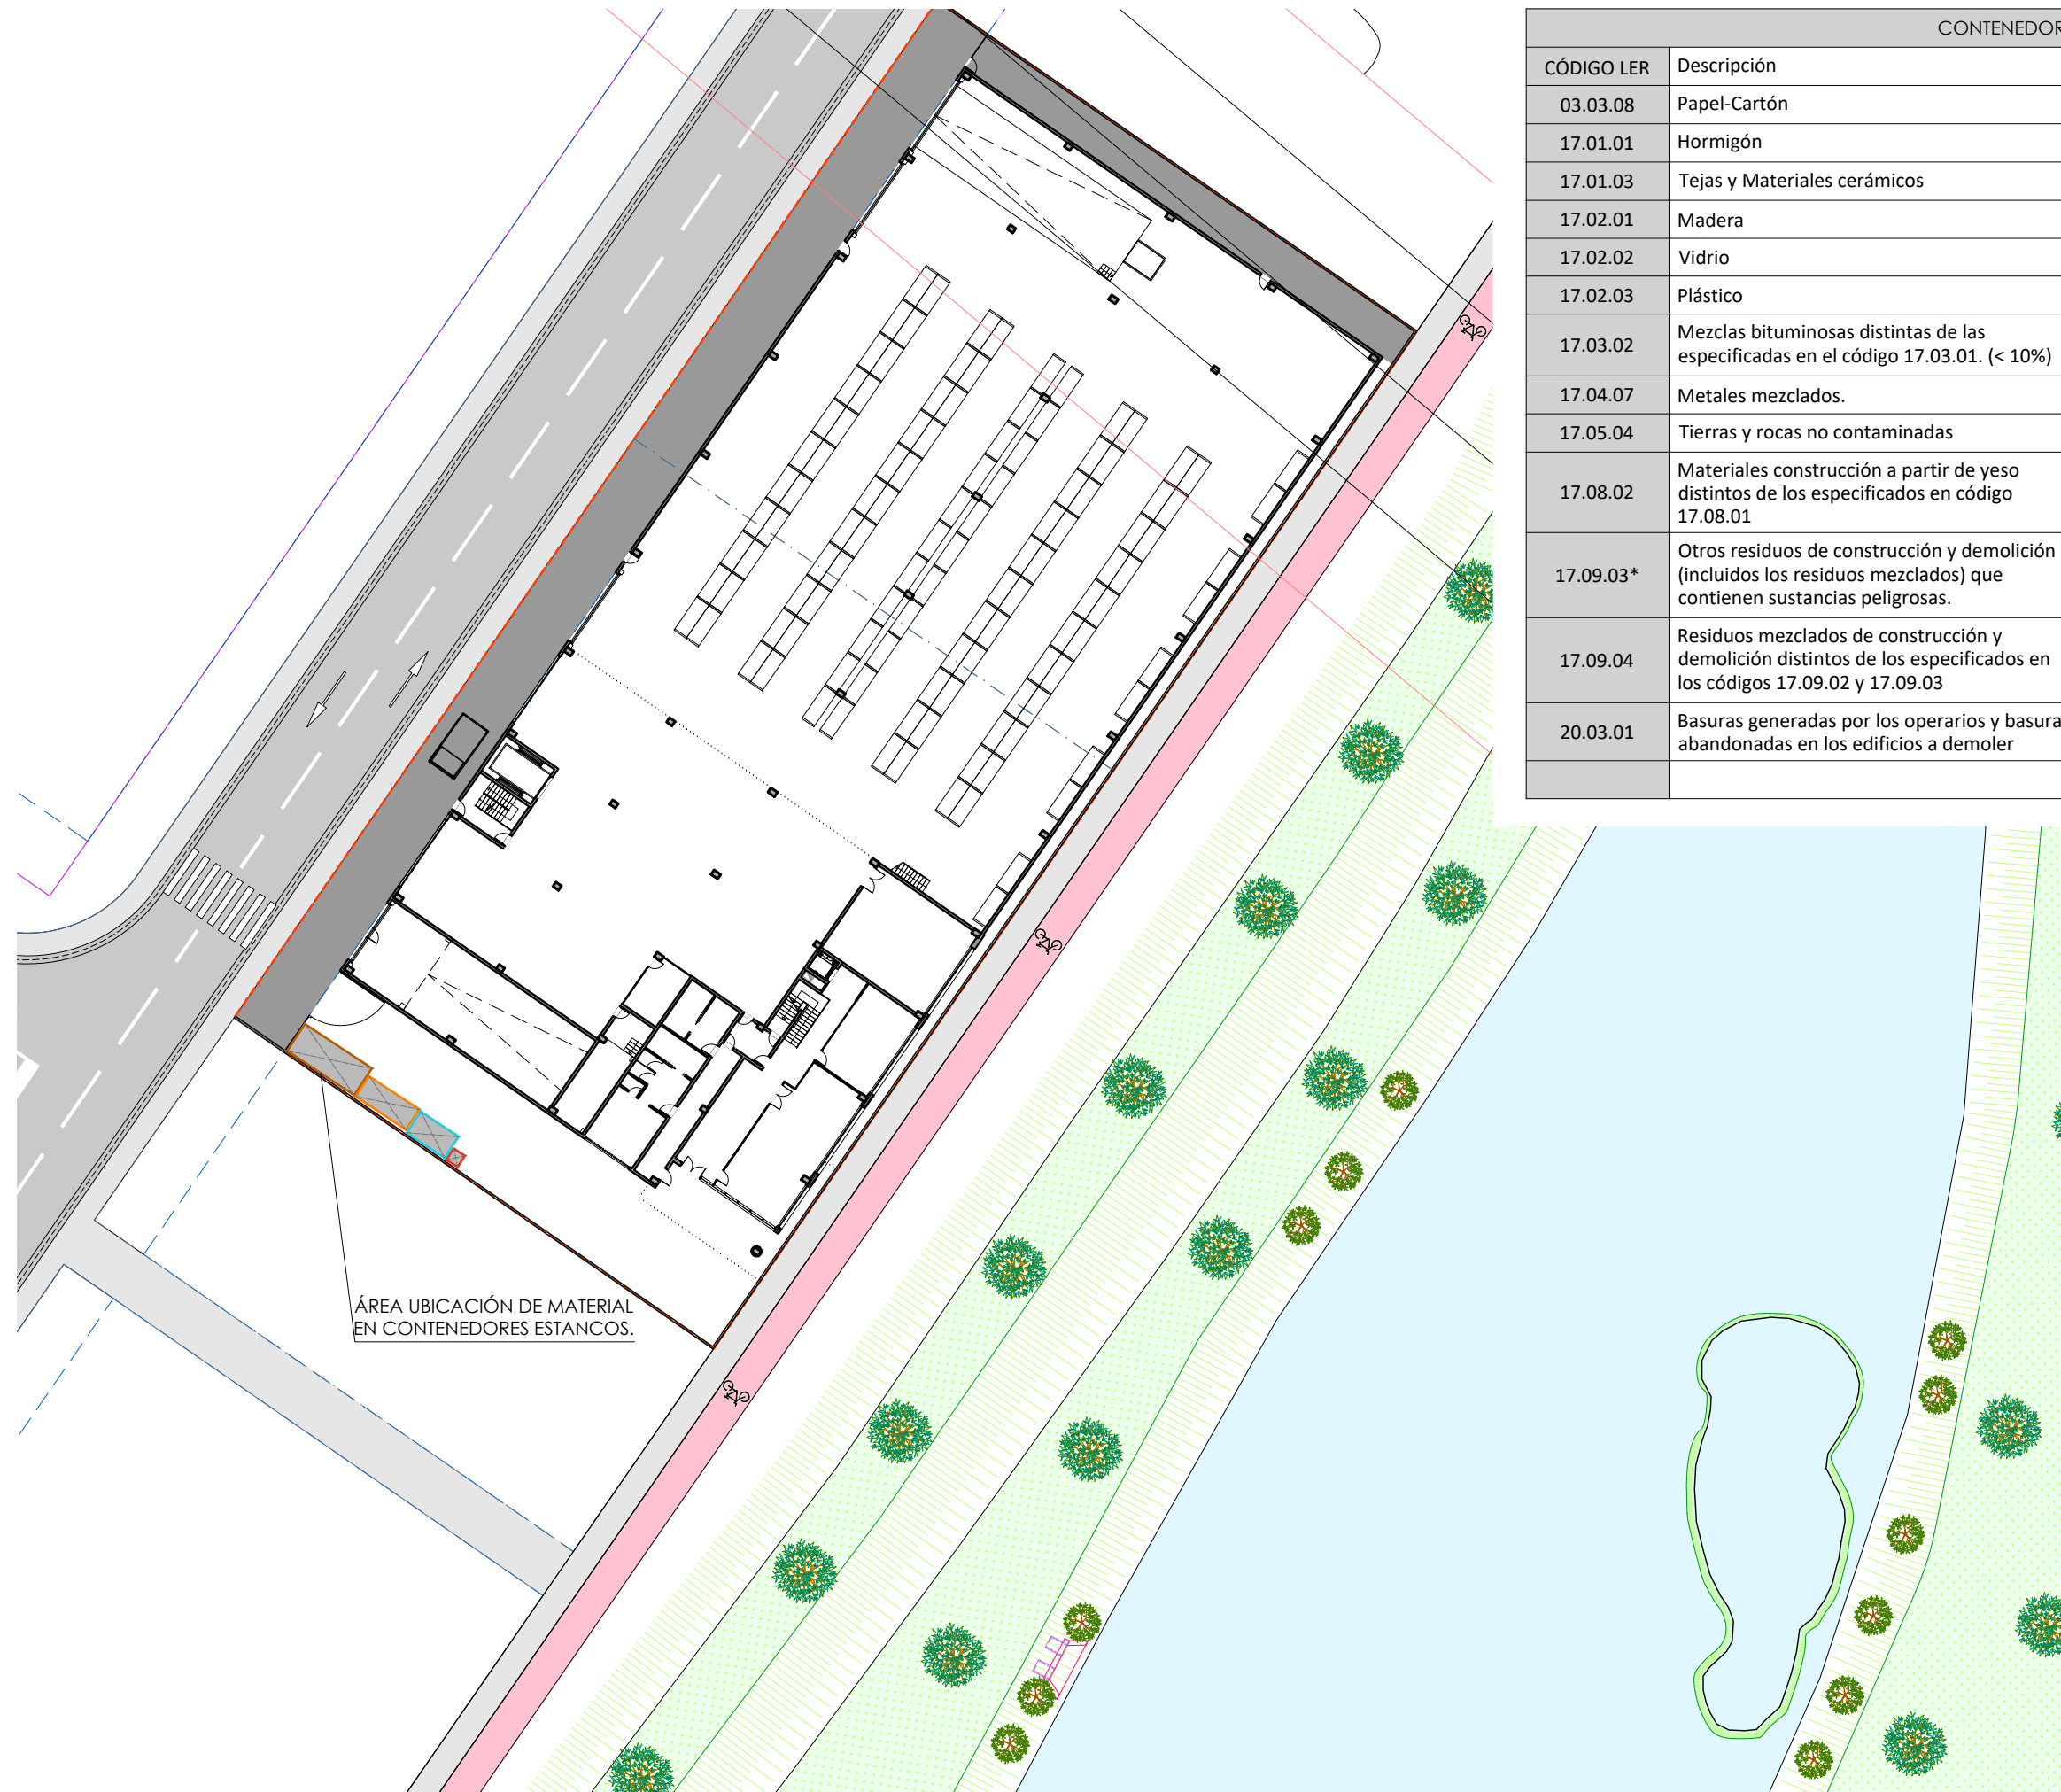 CONTENEDOR
CÓDIGO LER Descripción
03.03.08 Papel-Cartón
17.01.01 Hormigón
17.01.03 Tejas y Materiales cerámicos
17.02.01 Madera
17.02.02 Vidrio
17.02.03 Plástico
17.03.02 Mezclas bituminosas distintas de las
especificadas en el código 17.03.01. (< 10%)
17.04.07 Metales mezclados.
17.05.04 Tierras y rocas no contaminadas
17.08.02 Materiales construcción a partir de yeso
distintos de los especificados en código
17.08.01
17.09.03* Otros residuos de construcción y demolición
(incluidos los residuos mezclados) que
contienen sustancias peligrosas.
17.09.04 Residuos mezclados de construcción y
demolición distintos de los especificados en
los códigos 17.09.02 y 17.09.03
20.03.01 Basuras generadas por los operarios y basura
abandonadas en los edificios a demoler
ÁREA UBICACIÓN DE MATERIAL
EN CONTENEDORES ESTANCOS.